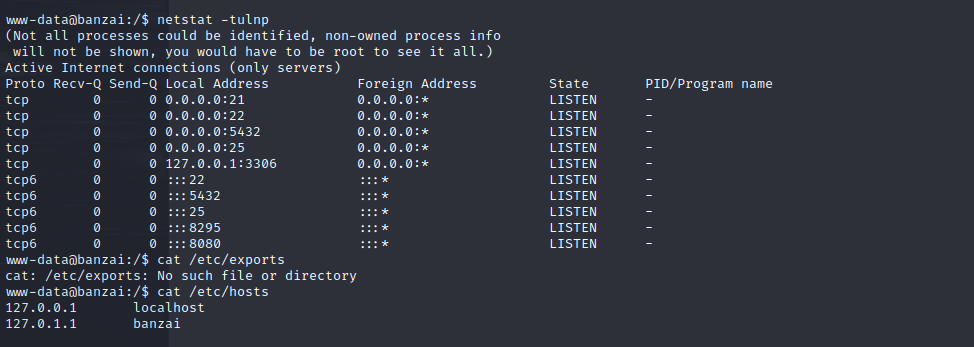 www-data@banzai:/$ netstat -tulnp
(Not all processes could be identified, non-owned process info
 will not be shown, you would have to be root to see it all.)
Active Internet connections (only servers)
Proto Recv-Q Send-Q Local Address           Foreign Address         State       PID/Program name
tcp        0      0 0.0.0.0:21              0.0.0.0:*               LISTEN      -
tcp        0      0 0.0.0.0:22              0.0.0.0:*               LISTEN      -
tcp        0      0 0.0.0.0:5432            0.0.0.0:*               LISTEN      -
tcp        0      0 0.0.0.0:25              0.0.0.0:*               LISTEN      -
tcp        0      0 127.0.0.1:3306          0.0.0.0:*               LISTEN      -
tcp6       0      0 :::22                   :::*                    LISTEN      -
tcp6       0      0 :::5432                 :::*                    LISTEN      -
tcp6       0      0 :::25                   :::*                    LISTEN      -
tcp6       0      0 :::8295                 :::*                    LISTEN      -
tcp6       0      0 :::8080                 :::*                    LISTEN      -
www-data@banzai:/$ cat /etc/exports
cat: /etc/exports: No such file or directory
www-data@banzai:/$ cat /etc/hosts
127.0.0.1       localhost
127.0.1.1       banzai